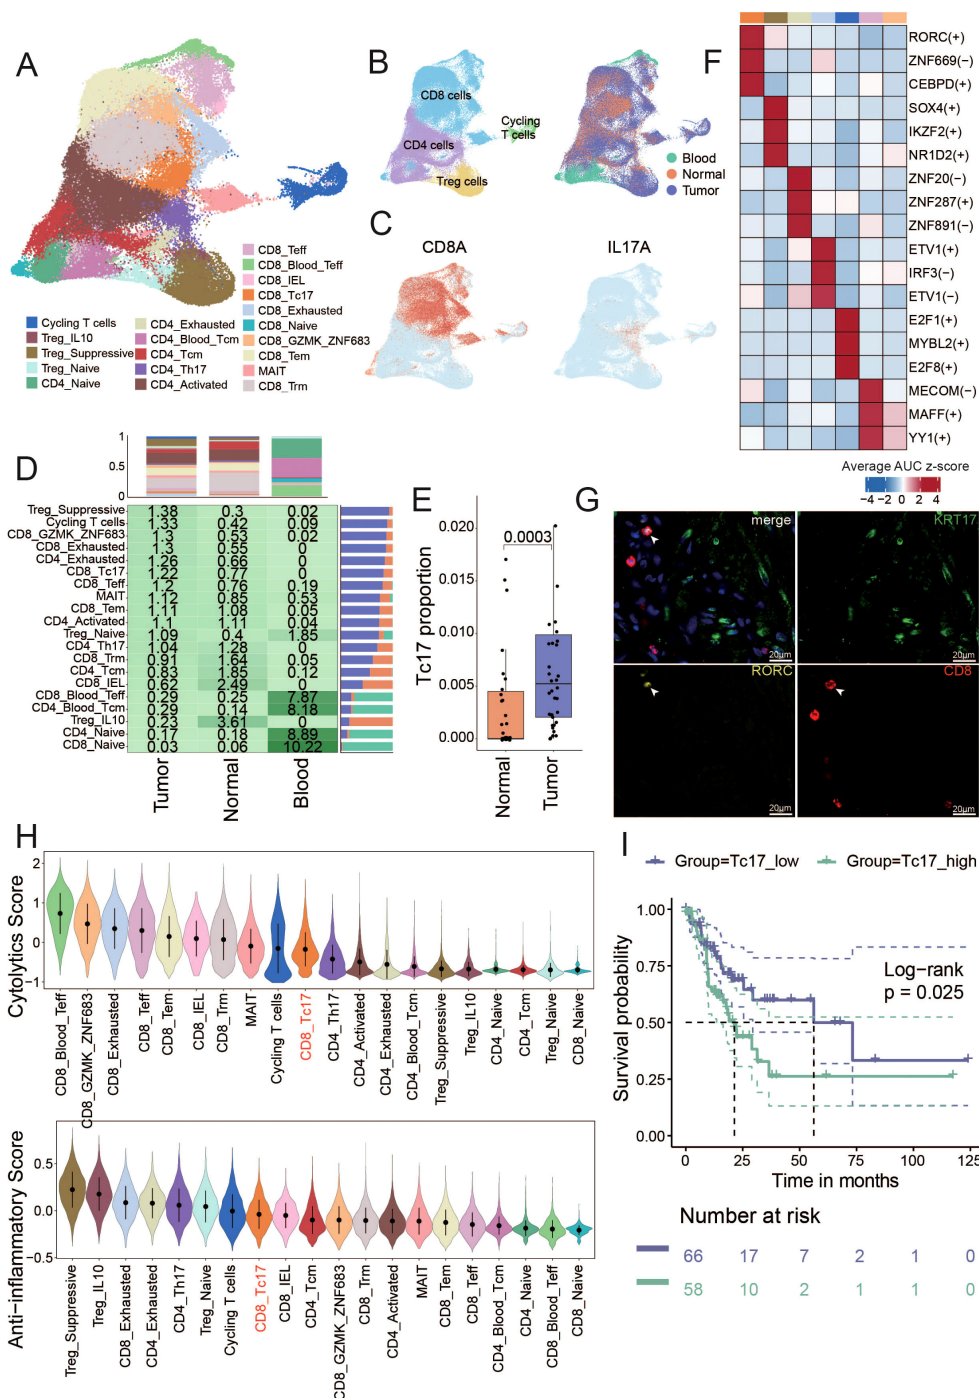 A
CD8_Teff
CD8_Blood_Teff
CD8_IEL
CD8_Tc17
CD8_Exhausted
CD8_Naive
CD8_GZMK_ZNF683
CD8_Tem
MAIT
CD8_Trm
Cycling T cells
Treg_IL10
Treg_Suppressive
Treg_Naive
CD4_Naive
CD4_Exhausted
CD4_Blood_Tcm
CD4_Tcm
CD4_Th17
CD4_Activated
B
CD8 cells
CD4 cells
Cycling
T cells
Treg cells
Blood
Normal
Tumor
C
CD8A
IL17A
F
RORC(+)
ZNF669(−)
CEBPD(+)
SOX4(+)
IKZF2(+)
NR1D2(+)
ZNF20(−)
ZNF287(+)
ZNF891(−)
ETV1(+)
IRF3(−)
ETV1(−)
E2F1(+)
MYBL2(+)
E2F8(+)
MECOM(−)
MAFF(+)
YY1(+)
Average AUC z-score
−4 −2 0 2 4
D
1
0.5
0
Treg_Suppressive 1.38 0.3 0.02
Cycling T cells 1.33 0.42 0.09
CD8_GZMK_ZNF683 1.3 0.53 0.02
CD8_Exhausted 1.3 0.55 0
CD4_Exhausted 1.26 0.66 0
CD8_Tc17 1.22 0.77 0
CD8_Teff 1.2 0.76 0.19
MAIT 1.12 0.85 0.53
CD8_Tem 1.11 1.08 0.05
CD4_Activated 1.1 1.11 0.04
Treg_Naive 1.09 0.4 1.85
CD4_Th17 1.04 1.28 0
CD8_Trm 0.91 1.64 0.05
CD4_Tcm 0.83 1.85 0.12
CD8_IEL 0.62 2.49 0
CD8_Blood_Teff 0.29 0.25 7.87
CD4_Blood_Tcm 0.29 0.14 8.18
Treg_IL10 0.23 3.61 0
CD4_Naive 0.17 0.18 8.89
CD8_Naive 0.03 0.06 10.22
Tumor
Normal
Blood
E
Tc17 proportion
0.020
0.015
0.010
0.005
0.000
0.0003
Normal
Tumor
G
merge
20µm
KRT17
20µm
RORC
20µm
CD8
20µm
H
Cytolytics Score
2
1
0
−1
CD8_Blood_Teff
CD8_GZMK_ZNF683
CD8_Exhausted
CD8_Teff
CD8_Tem
CD8_IEL
CD8_Trm
MAIT
Cycling T cells
CD8_Tc17
CD4_Th17
CD4_Activated
CD4_Exhausted
CD4_Blood_Tcm
Treg_Suppressive
Treg_IL10
CD4_Naive
CD4_Tcm
Treg_Naive
CD8_Naive
Anti-inflammatory Score
0.5
0.0
−0.5
Treg_Suppressive
Treg_IL10
CD8_Exhausted
CD4_Exhausted
CD4_Th17
Treg_Naive
Cycling T cells
CD8_Tc17
CD8_IEL
CD4_Tcm
CD8_GZMK_ZNF683
CD8_Trm
CD4_Activated
MAIT
CD8_Tem
CD8_Teff
CD4_Blood_Tcm
CD4_Naive
CD8_Blood_Teff
CD8_Naive
I
Group=Tc17_low
Group=Tc17_high
Survival probability
1.00
0.75
0.50
0.25
0.00
Log−rank
p = 0.025
0 25 50 75 100 125
Time in months
Number at risk
66 17 7 2 1 0
58 10 2 1 1 0